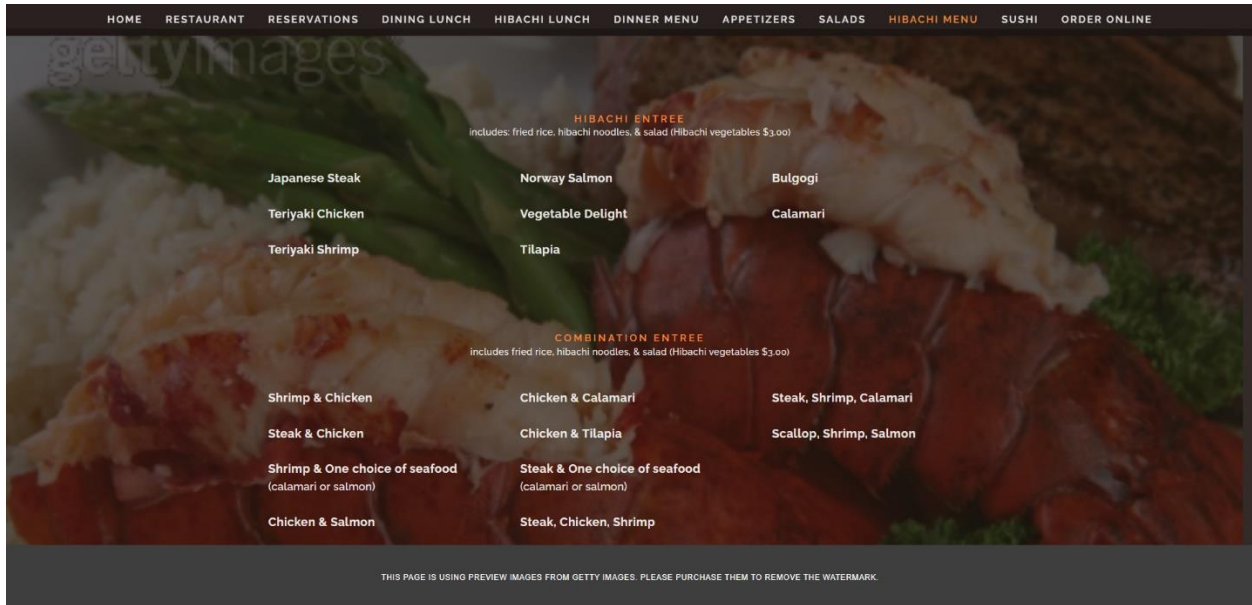 HOME RESTAURANT RESERVATIONS DINING LUNCH HIBACHI LUNCH DINNER MENU APPETIZERS SALADS HIBACHI MENU SUSHI ORDER ONLINE
gettyimages
HIBACHI ENTREE
includes: fried rice, hibachi noodles, & salad (Hibachi vegetables $3.00)
Japanese Steak Norway Salmon Bulgogi
Teriyaki Chicken Vegetable Delight Calamari
Teriyaki Shrimp Tilapia
COMBINATION ENTREE
includes fried rice, hibachi noodles, & salad (Hibachi vegetables $3.00)
Shrimp & Chicken Chicken & Calamari Steak, Shrimp, Calamari
Steak & Chicken Chicken & Tilapia Scallop, Shrimp, Salmon
Shrimp & One choice of seafood Steak & One choice of seafood
(calamari or salmon) (calamari or salmon)
Chicken & Salmon Steak, Chicken, Shrimp
THIS PAGE IS USING PREVIEW IMAGES FROM GETTY IMAGES. PLEASE PURCHASE THEM TO REMOVE THE WATERMARK.